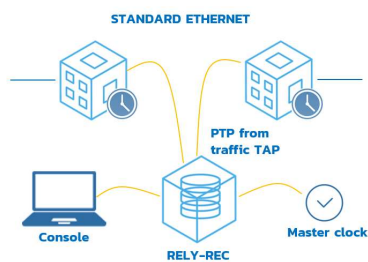 STANDARD ETHERNET
PTP from
traffic TAP
Console
Master clock
RELY-REC